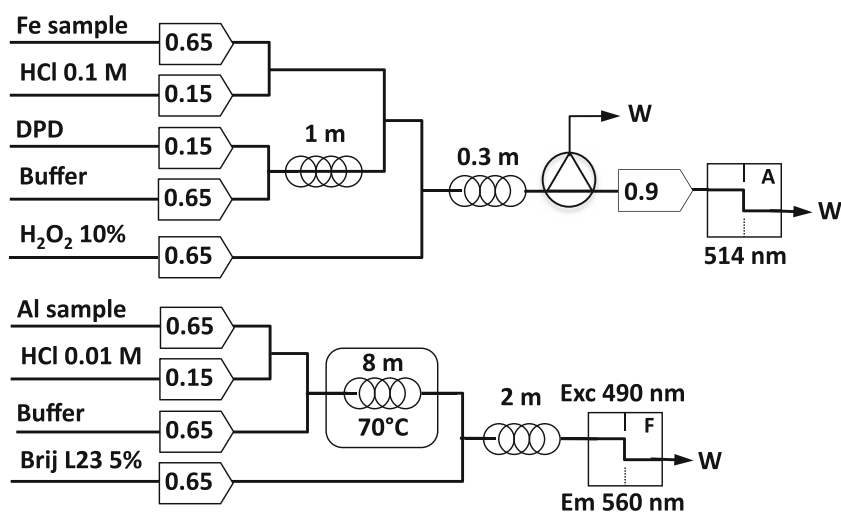 Fe sample
0.65
HCl 0.1 M
0.15
DPD
0.15
1 m
Buffer
0.65
H₂O₂ 10%
0.65
0.3 m
W
0.9
A
W
514 nm
Al sample
0.65
HCl 0.01 M
0.15
8 m
70°C
Buffer
0.65
Brij L23 5%
0.65
2 m
Exc 490 nm
F
W
Em 560 nm